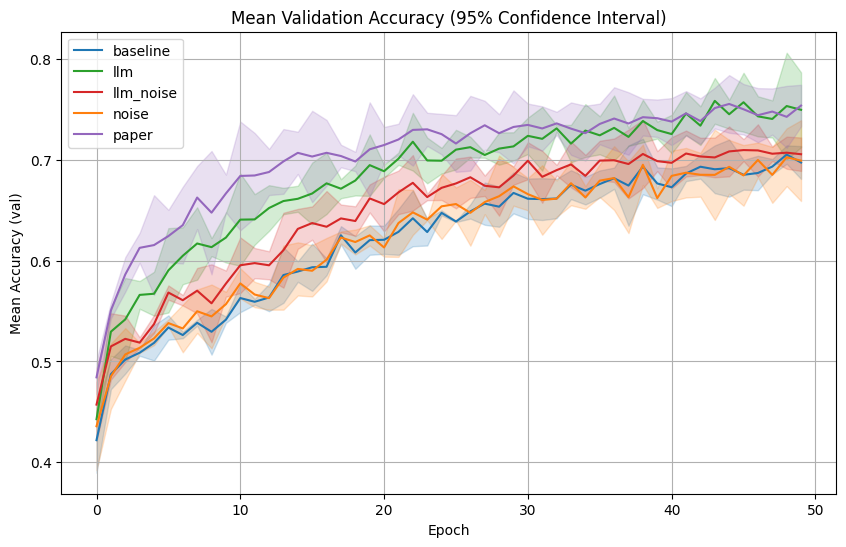 Mean Validation Accuracy (95% Confidence Interval)
baseline
llm
llm_noise
noise
paper
Mean Accuracy (val)
0.8
0.7
0.6
0.5
0.4
0
10
20
30
40
50
Epoch